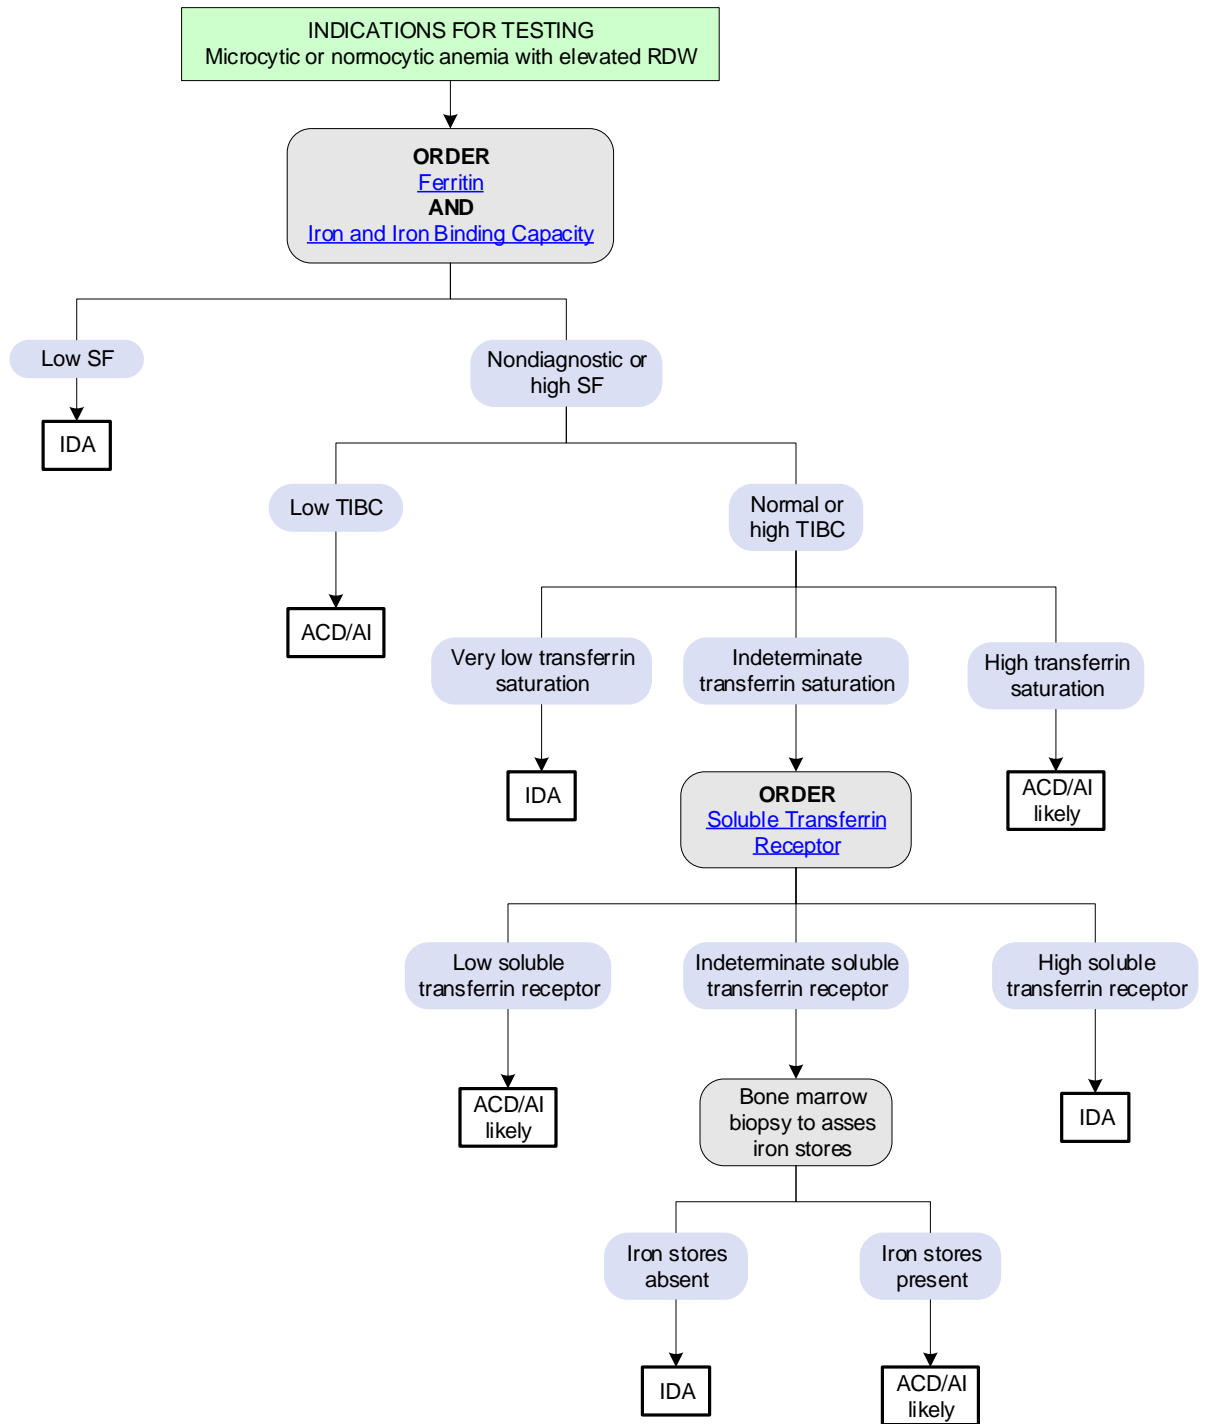 INDICATIONS FOR TESTING
Microcytic or normocytic anemia with elevated RDW
ORDER
Ferritin
AND
Iron and Iron Binding Capacity
Low SF
Nondiagnostic or
high SF
IDA
Low TIBC
Normal or
high TIBC
ACD/AI
Very low transferrin
saturation
Indeterminate
transferrin saturation
High transferrin
saturation
IDA
ORDER
Soluble Transferrin
Receptor
ACD/AI
likely
Low soluble
transferrin receptor
Indeterminate soluble
transferrin receptor
High soluble
transferrin receptor
ACD/AI
likely
Bone marrow
biopsy to asses
iron stores
IDA
Iron stores
absent
Iron stores
present
IDA
ACD/AI
likely